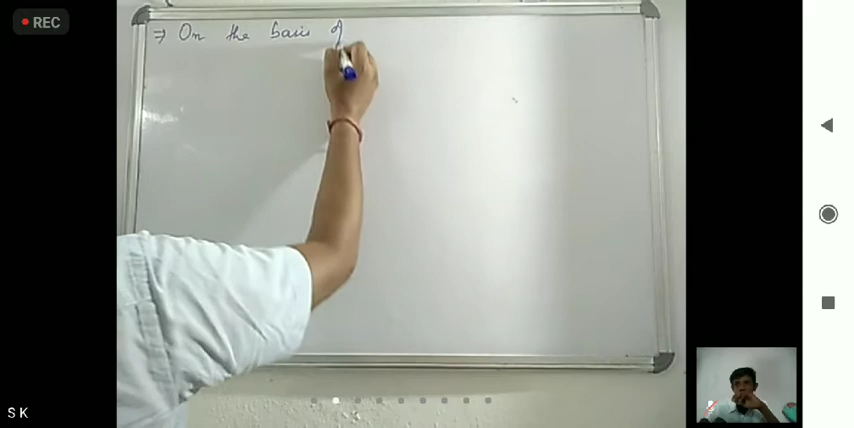 REC
⇒ On the basis of
S K